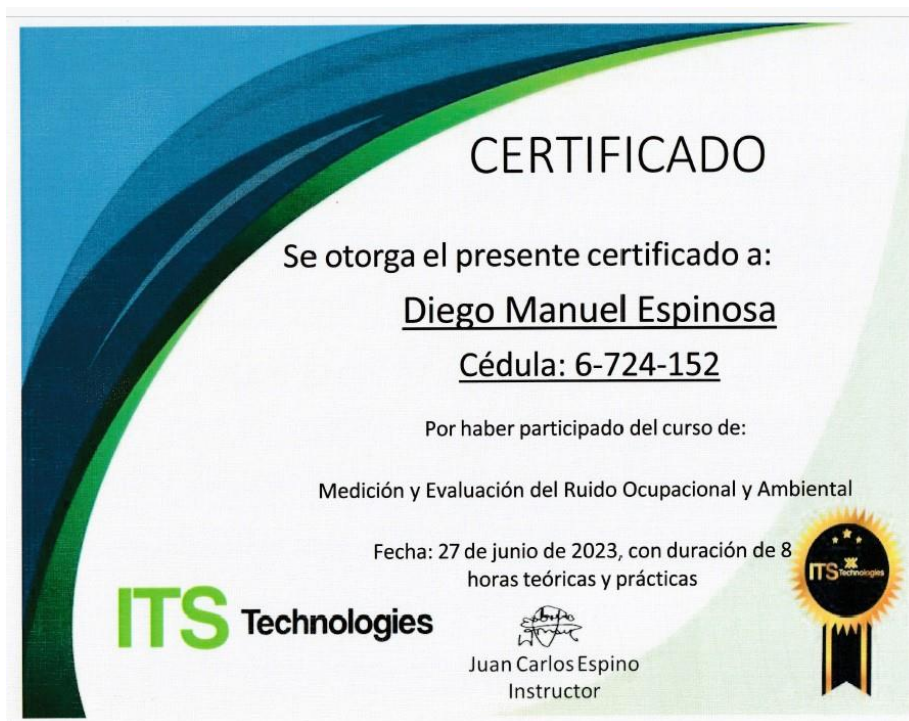 CERTIFICADO
Se otorga el presente certificado a:
Diego Manuel Espinosa
Cédula: 6-724-152
Por haber participado del curso de:
Medición y Evaluación del Ruido Ocupacional y Ambiental
Fecha: 27 de junio de 2023, con duración de 8
horas teóricas y prácticas
ITS Technologies
ITS Technologies
Juan Carlos Espino
Instructor